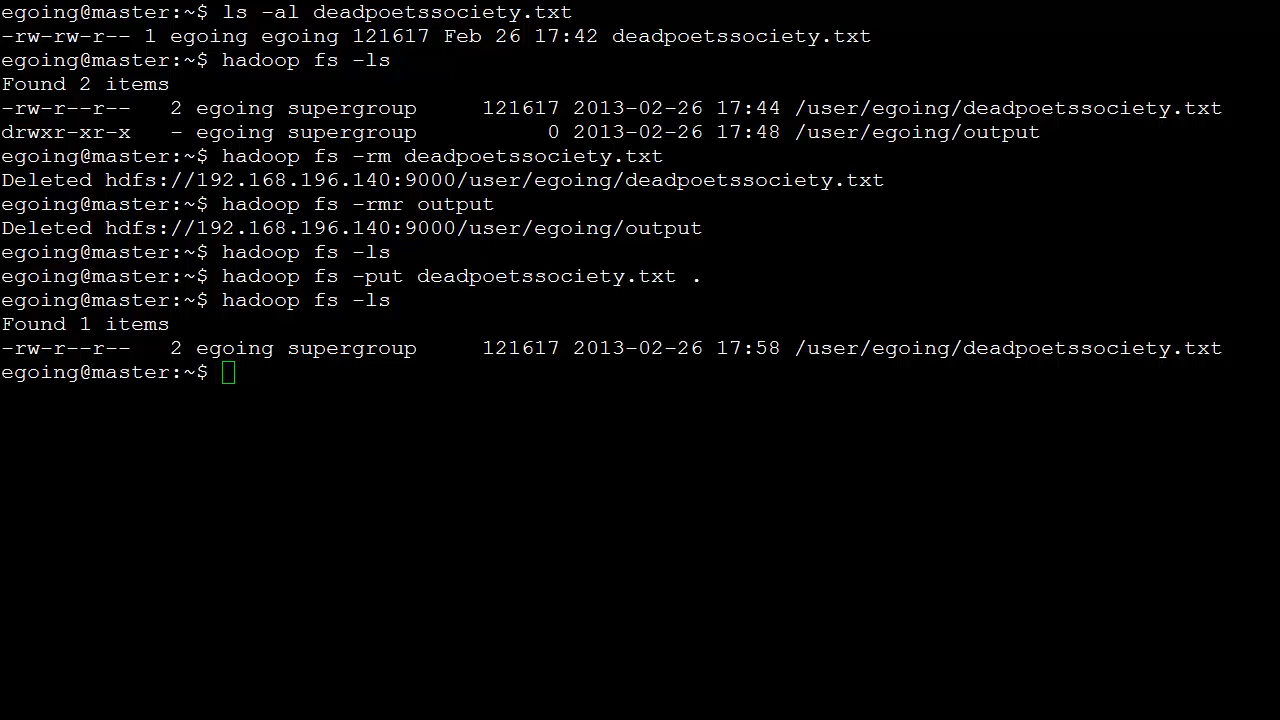 egoing@master:~$ ls -al deadpoetssociety.txt
-rw-rw-r-- 1 egoing egoing 121617 Feb 26 17:42 deadpoetssociety.txt
egoing@master:~$ hadoop fs -ls
Found 2 items
-rw-r--r--   2 egoing supergroup     121617 2013-02-26 17:44 /user/egoing/deadpoetssociety.txt
drwxr-xr-x   - egoing supergroup          0 2013-02-26 17:48 /user/egoing/output
egoing@master:~$ hadoop fs -rm deadpoetssociety.txt
Deleted hdfs://192.168.196.140:9000/user/egoing/deadpoetssociety.txt
egoing@master:~$ hadoop fs -rmr output
Deleted hdfs://192.168.196.140:9000/user/egoing/output
egoing@master:~$ hadoop fs -ls
egoing@master:~$ hadoop fs -put deadpoetssociety.txt .
egoing@master:~$ hadoop fs -ls
Found 1 items
-rw-r--r--   2 egoing supergroup     121617 2013-02-26 17:58 /user/egoing/deadpoetssociety.txt
egoing@master:~$